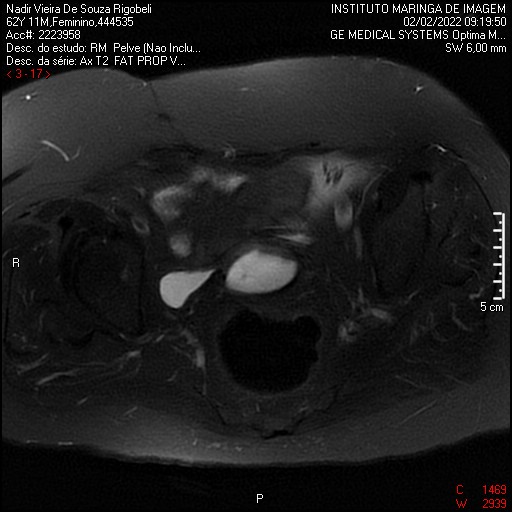 Nadir Vieira De Souza Rigobeli
62Y 11M,Feminino,444535
Acc#: 2223958
Desc. do estudo: RM Pelve (Nao Inclu...
Desc. da série: Ax T2 FAT PROP V...
< 3 - 17 >
INSTITUTO MARINGA DE IMAGEM
02/02/2022 09:19:50
GE MEDICAL SYSTEMS Optima M...
SW 6,00 mm
R
5 cm
P
C 1469
W 2939